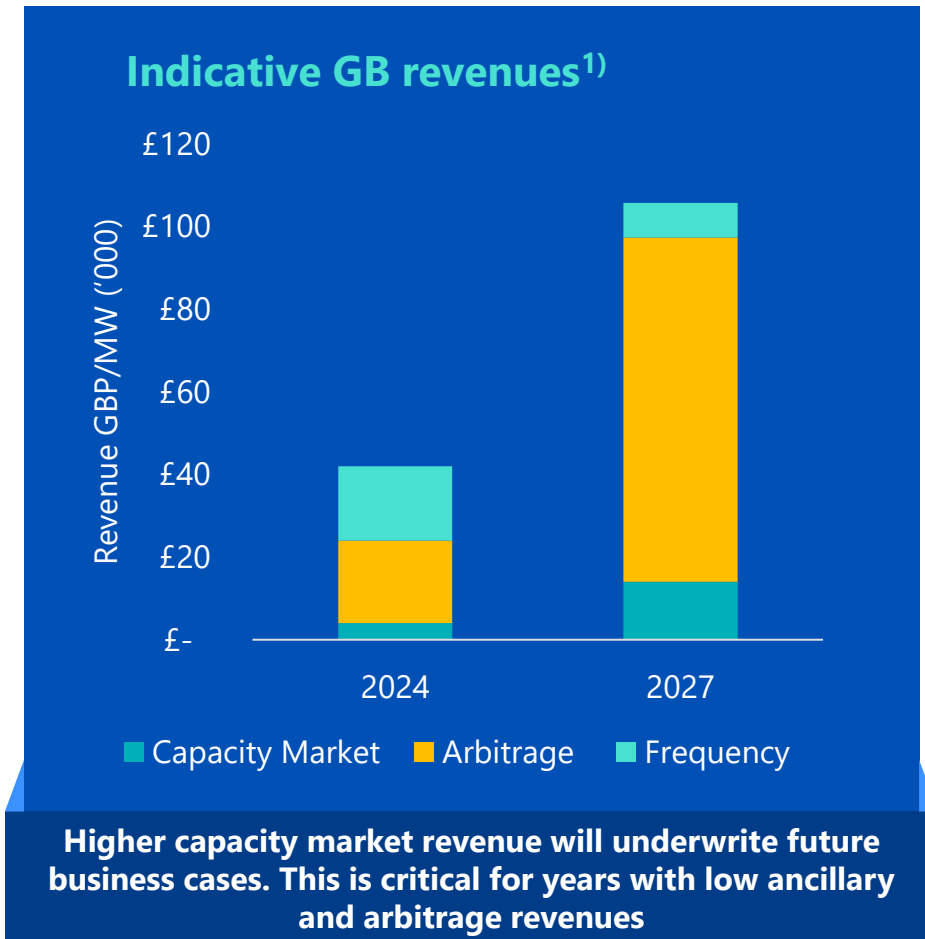 Indicative GB revenues1)
£120
£100
£80
£60
£40
£20
£-
Revenue GBP/MW (‘000)
2024 2027
Capacity Market Arbitrage Frequency
Higher capacity market revenue will underwrite future
business cases. This is critical for years with low ancillary
and arbitrage revenues